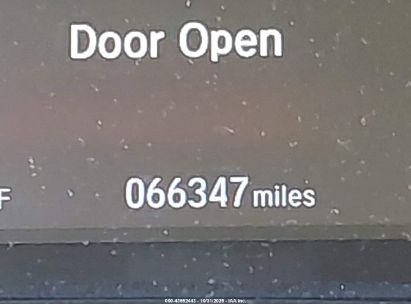 Door Open
F 066347 miles